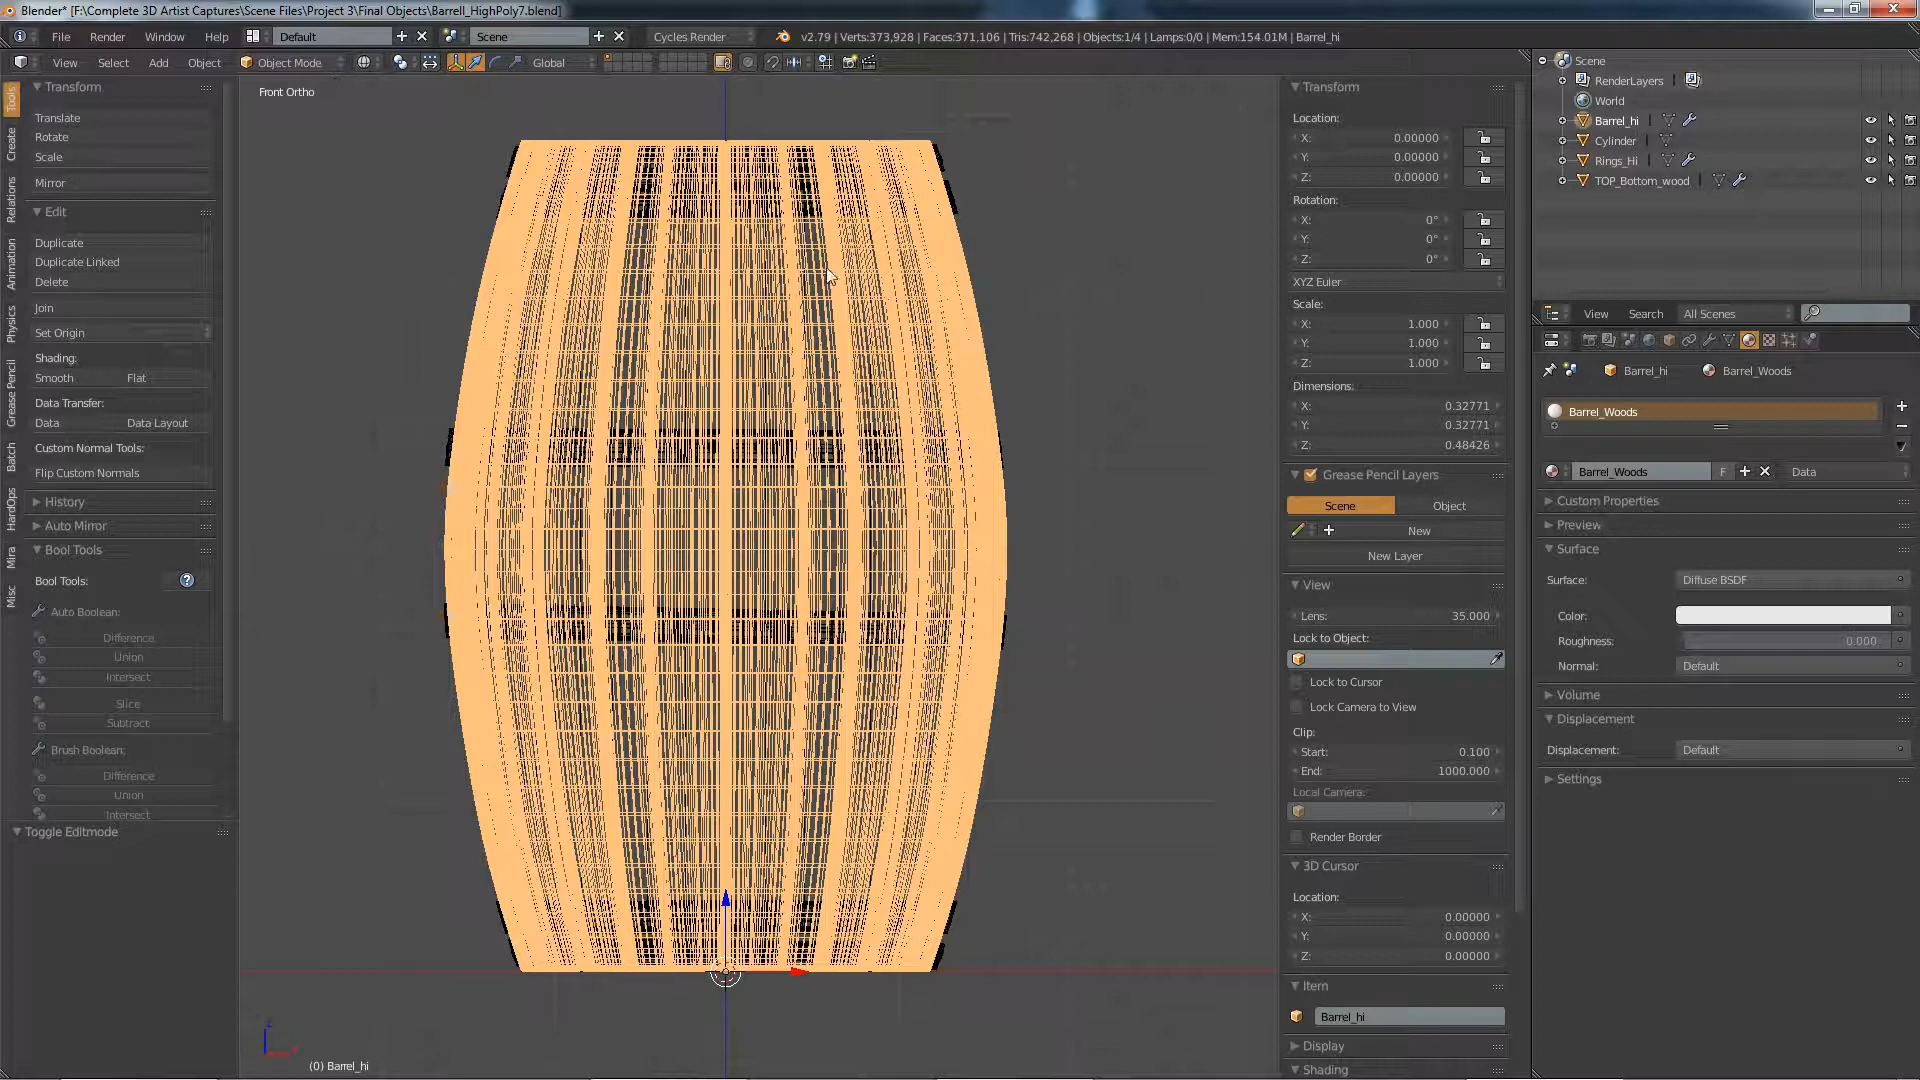 Blender* [F:\Complete 3D Artist Captures\Scene Files\Project 3\Final Objects\Barrell_HighPoly7.blend]
File Render Window Help Default Scene Cycles Render v2.79 | Verts:373,928 | Faces:371,106 | Tris:742,268 | Objects:1/4 | Lamps:0/0 | Mem:154.01M | Barrel_hi
View Select Add Object Object Mode Global
Tools
Create
Relations
Animation
Physics
Grease Pencil
Batch
HardOps
Mira
Misc
Transform
Translate
Rotate
Scale
Mirror
Edit
Duplicate
Duplicate Linked
Delete
Join
Set Origin
Shading:
Smooth Flat
Data Transfer:
Data Data Layout
Custom Normal Tools:
Flip Custom Normals
History
Auto Mirror
Bool Tools
Bool Tools:
Auto Boolean:
Difference
Union
Intersect
Slice
Subtract
Brush Boolean:
Difference
Union
Intersect
Toggle Editmode
Front Ortho
(0) Barrel_hi
Transform
Location:
X: 0.00000
Y: 0.00000
Z: 0.00000
Rotation:
X: 0°
Y: 0°
Z: 0°
XYZ Euler
Scale:
X: 1.000
Y: 1.000
Z: 1.000
Dimensions:
X: 0.32771
Y: 0.32771
Z: 0.48426
Grease Pencil Layers
Scene Object
New
New Layer
View
Lens: 35.000
Lock to Object:
Lock to Cursor
Lock Camera to View
Clip:
Start: 0.100
End: 1000.000
Local Camera:
Render Border
3D Cursor
Location:
X: 0.00000
Y: 0.00000
Z: 0.00000
Item
Barrel_hi
Display
Shading
Scene
RenderLayers
World
Barrel_hi
Cylinder
Rings_Hi
TOP_Bottom_wood
View Search All Scenes
Barrel_hi Barrel_Woods
Barrel_Woods
Barrel_Woods F Data
Custom Properties
Preview
Surface
Surface: Diffuse BSDF
Color:
Roughness: 0.000
Normal: Default
Volume
Displacement
Displacement: Default
Settings